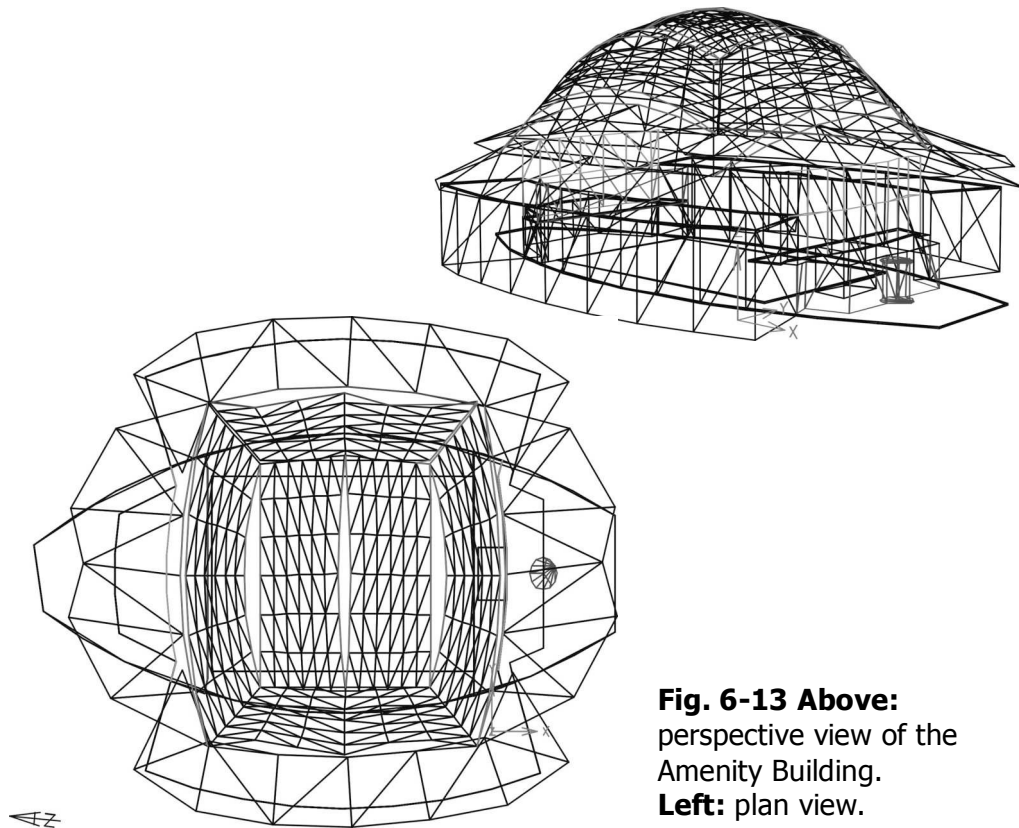 Y
X
X
Fig. 6-13 Above:
perspective view of the
Amenity Building.
Left: plan view.
Z